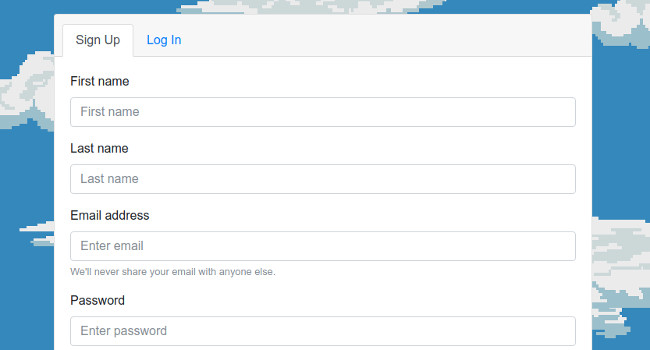 Sign Up Log In
First name
First name
Last name
Last name
Email address
Enter email
We'll never share your email with anyone else.
Password
Enter password